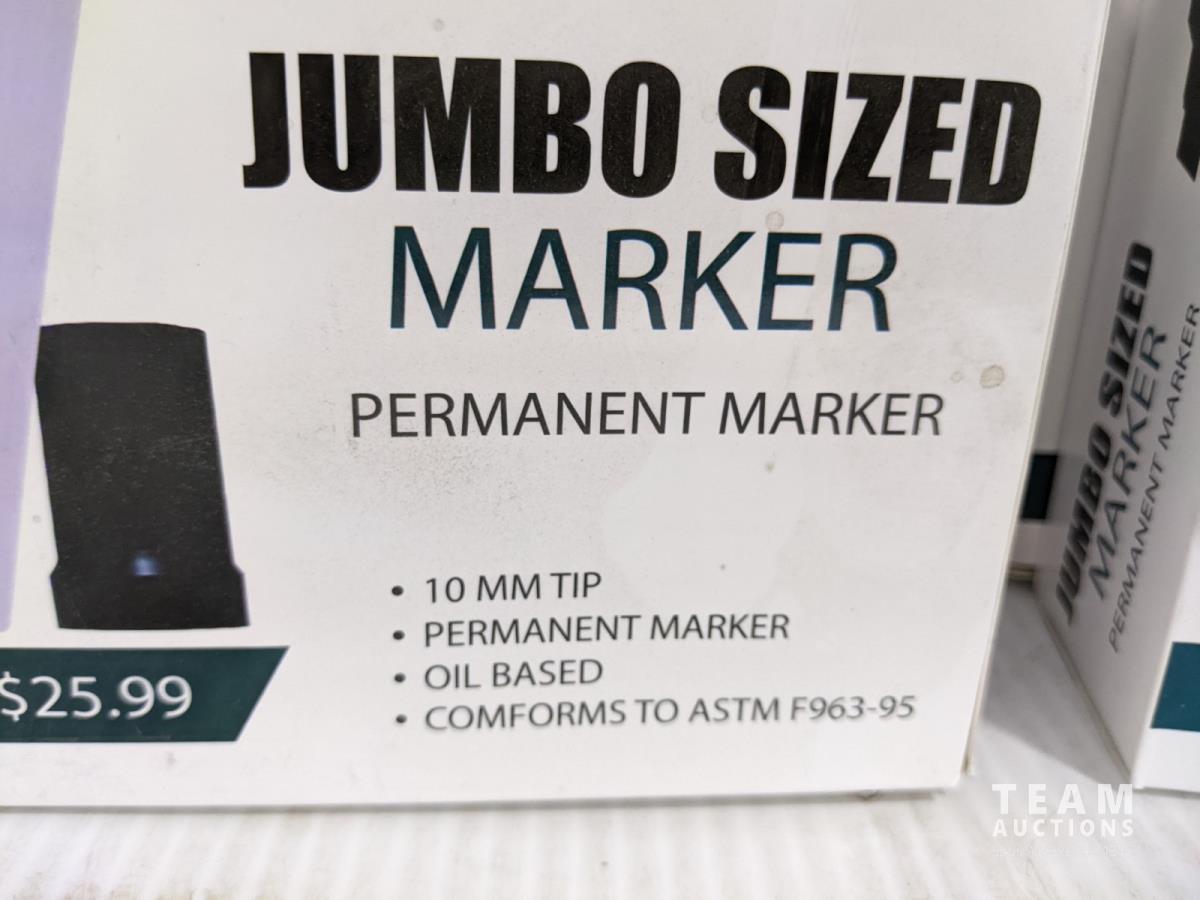 JUMBO SIZED
MARKER
PERMANENT MARKER
• 10 MM TIP
• PERMANENT MARKER
• OIL BASED
• COMFORMS TO ASTM F963-95
$25.99
JUMBO SIZED
MARKER
PERMANENT MARKER
TEAM
AUCTIONS